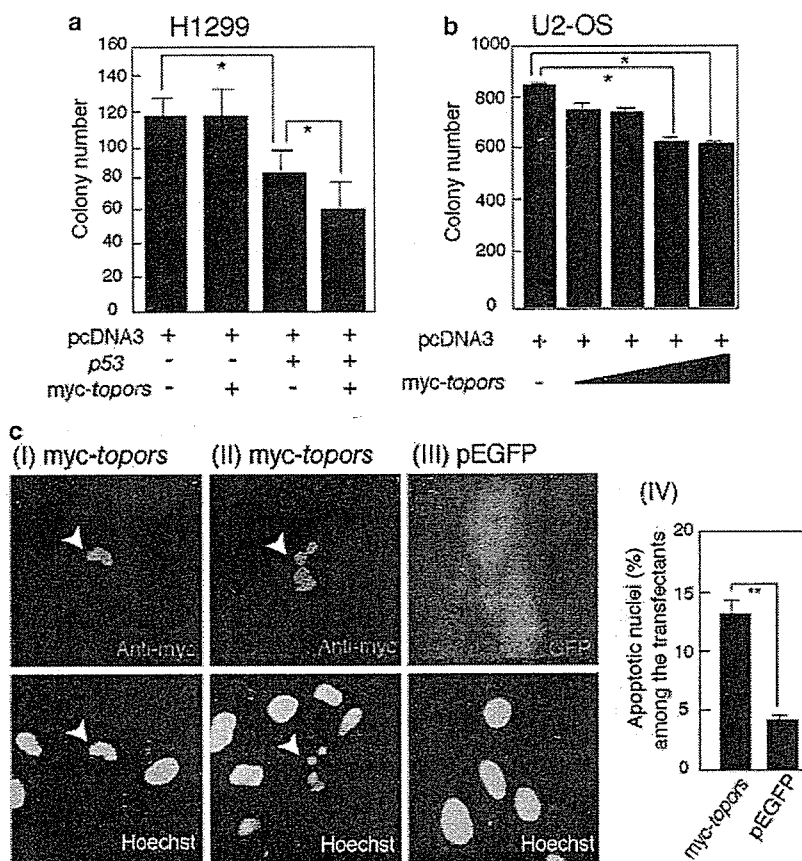 a H1299
160
140
120
100
80
60
40
20
0
Colony number
*
*
pcDNA3 + + + +
p53 - - + +
myc-topors - + - +
b U2-OS
1000
800
600
400
200
0
Colony number
*
*
pcDNA3 + + + + +
myc-topors -
c
(I) myc-topors (II) myc-topors (III) pEGFP
Anti-myc Anti-myc GFP
Hoechst Hoechst Hoechst
(IV)
20
15
10
5
0
Apoptotic nuclei (%)
among the transfectants
**
myc-topors pEGFP